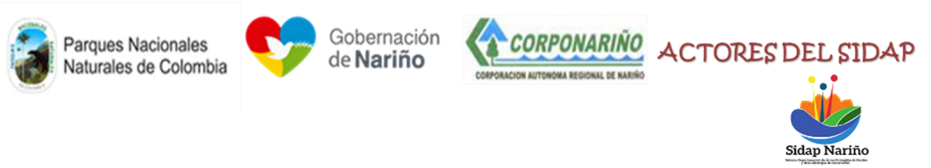 Parques Nacionales
Naturales de Colombia
Gobernación
de Nariño
CORPONARIÑO
CORPORACION AUTONOMA REGIONAL DE NARIÑO
ACTORES DEL SIDAP
Sidap Nariño